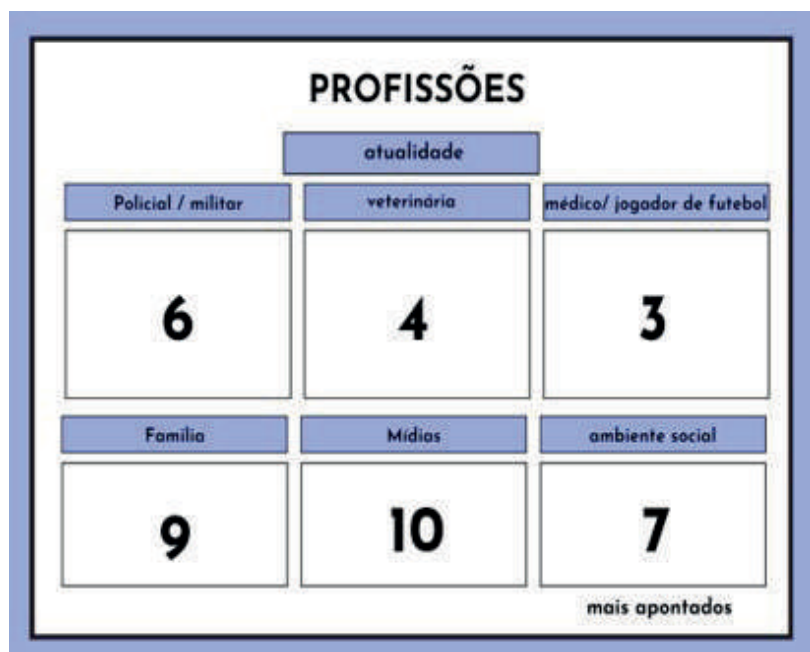 PROFISSÕES
atualidade
Policial / militar veterinária médico/ jogador de futebol
6 4 3
Família Mídias ambiente social
9 10 7
mais apontados